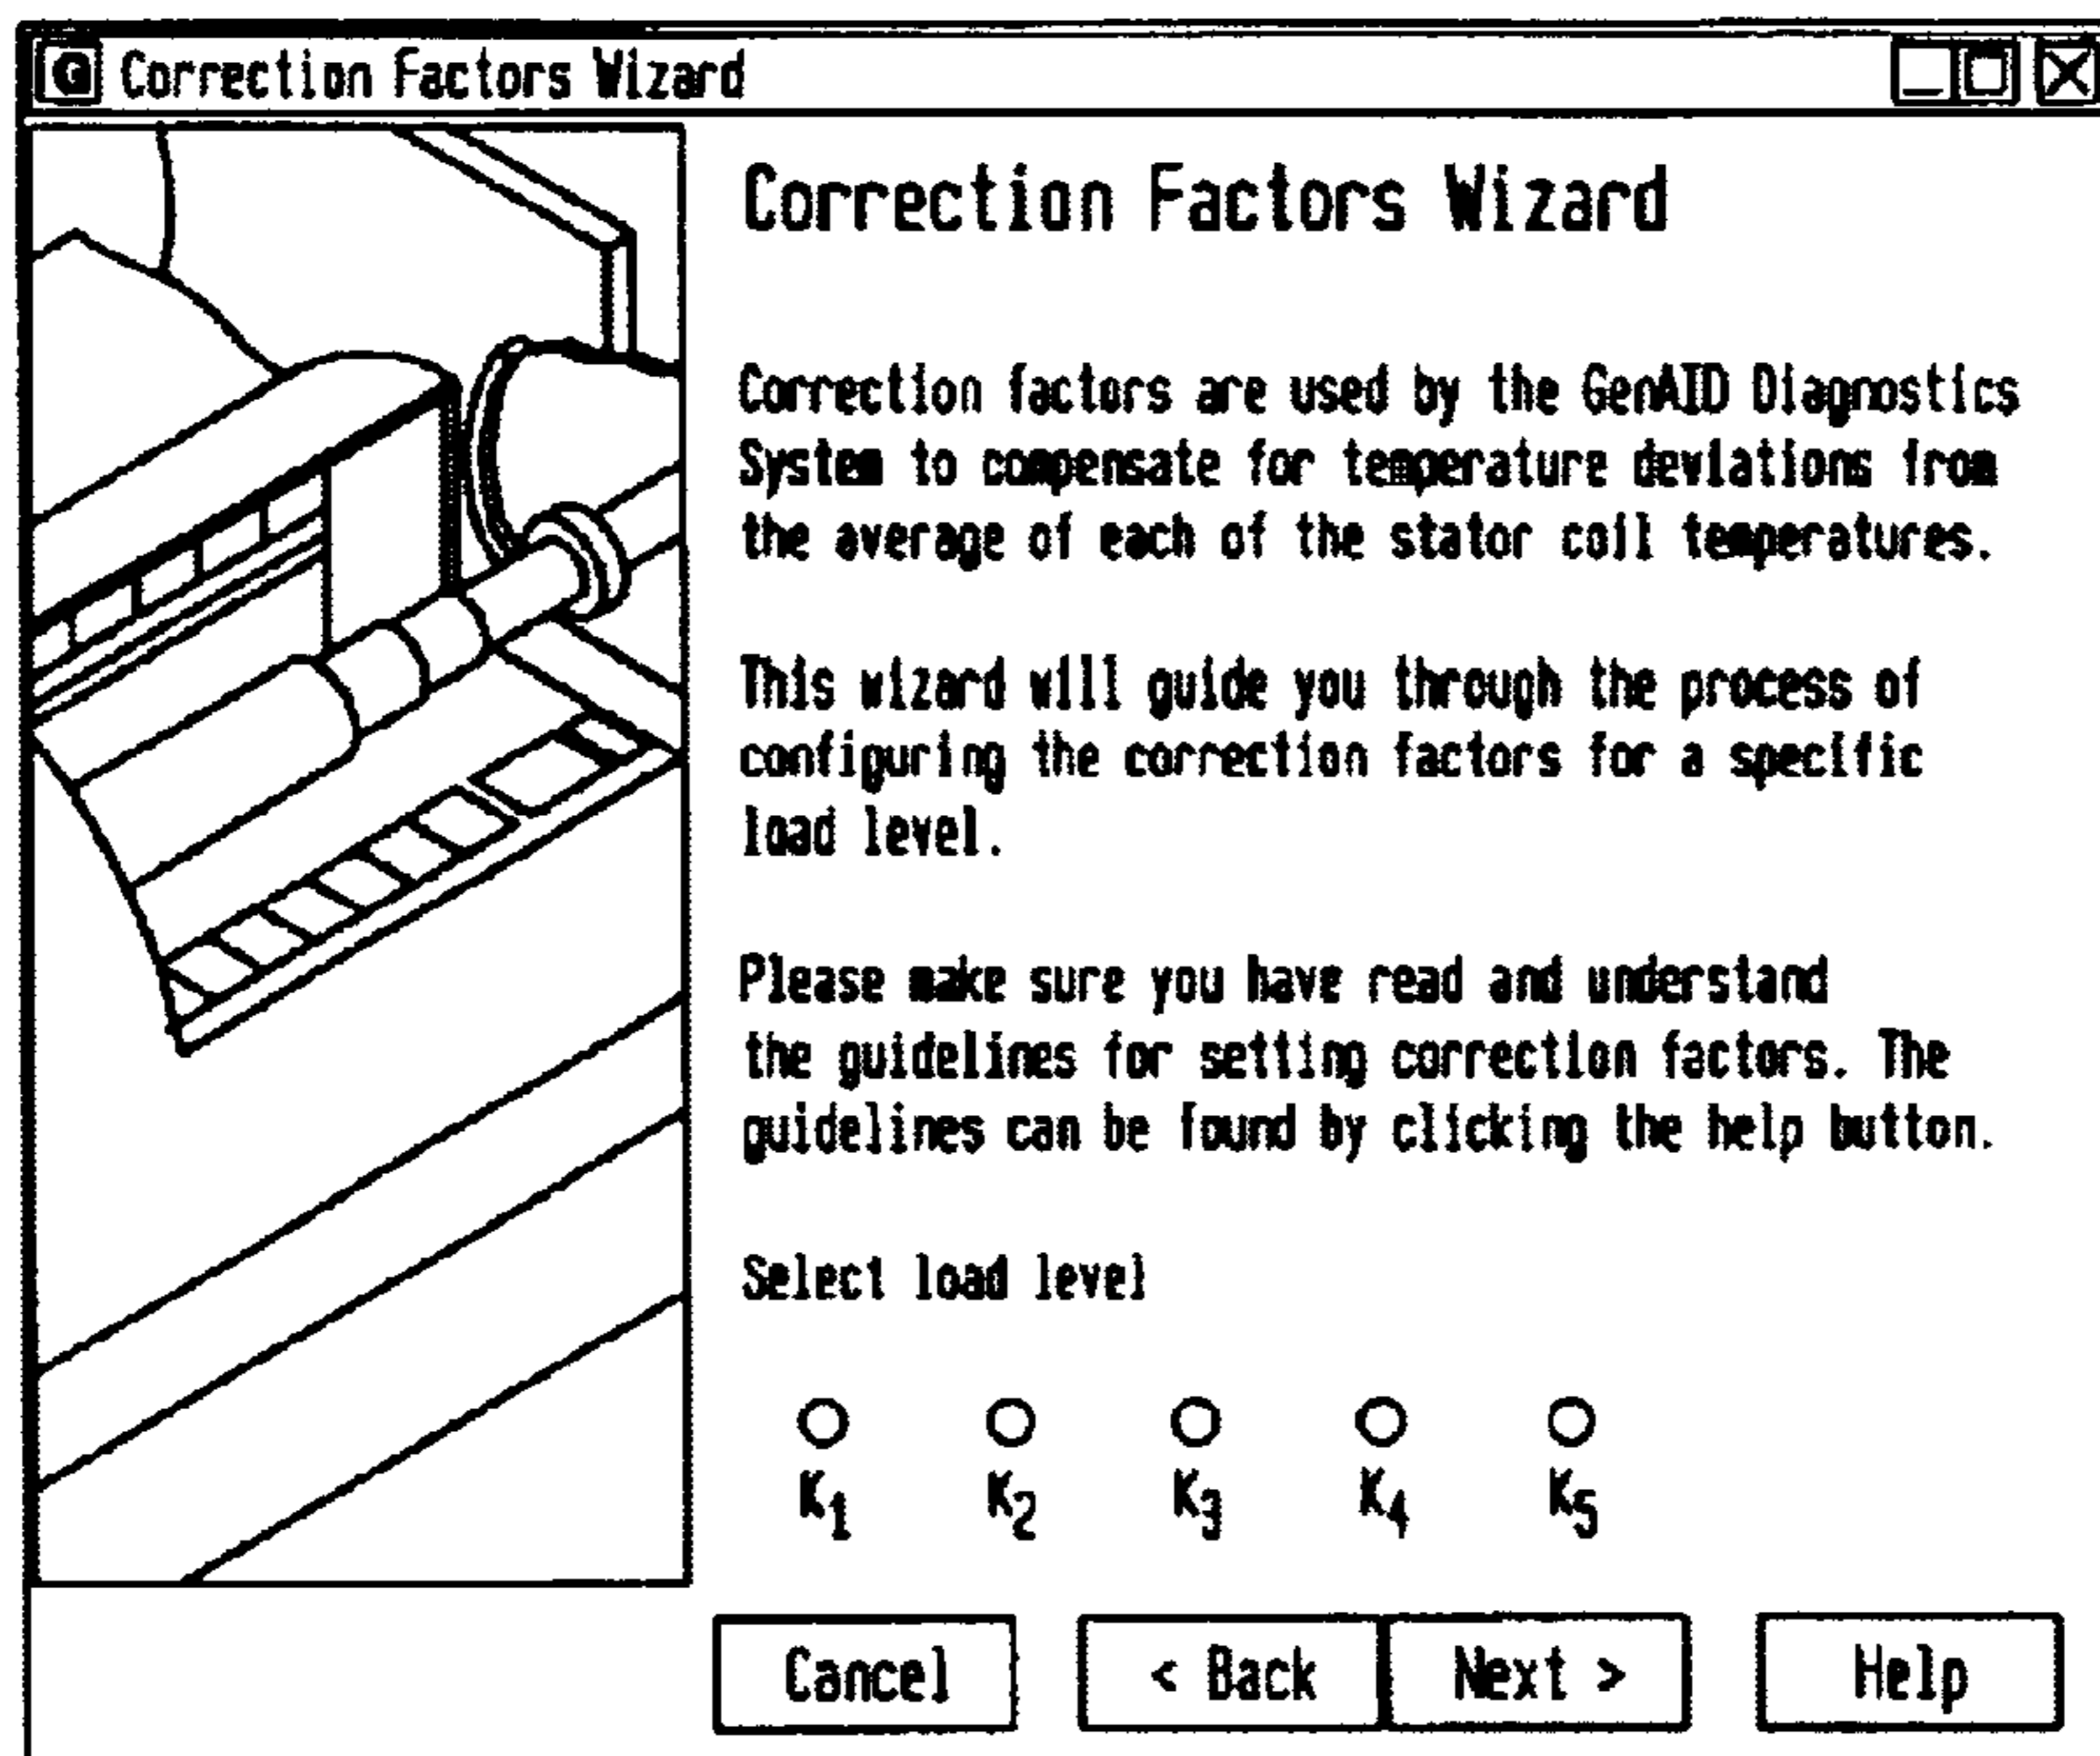 G Correction Factors Wizard
Correction Factors Wizard
Correction factors are used by the GenAID Diagnostics
System to compensate for temperature deviations from
the average of each of the stator coil temperatures.
This wizard will guide you through the process of
configuring the correction factors for a specific
load level.
Please make sure you have read and understand
the guidelines for setting correction factors. The
guidelines can be found by clicking the help button.
Select load level
K₁ K₂ K₃ K₄ K₅
Cancel < Back Next > Help